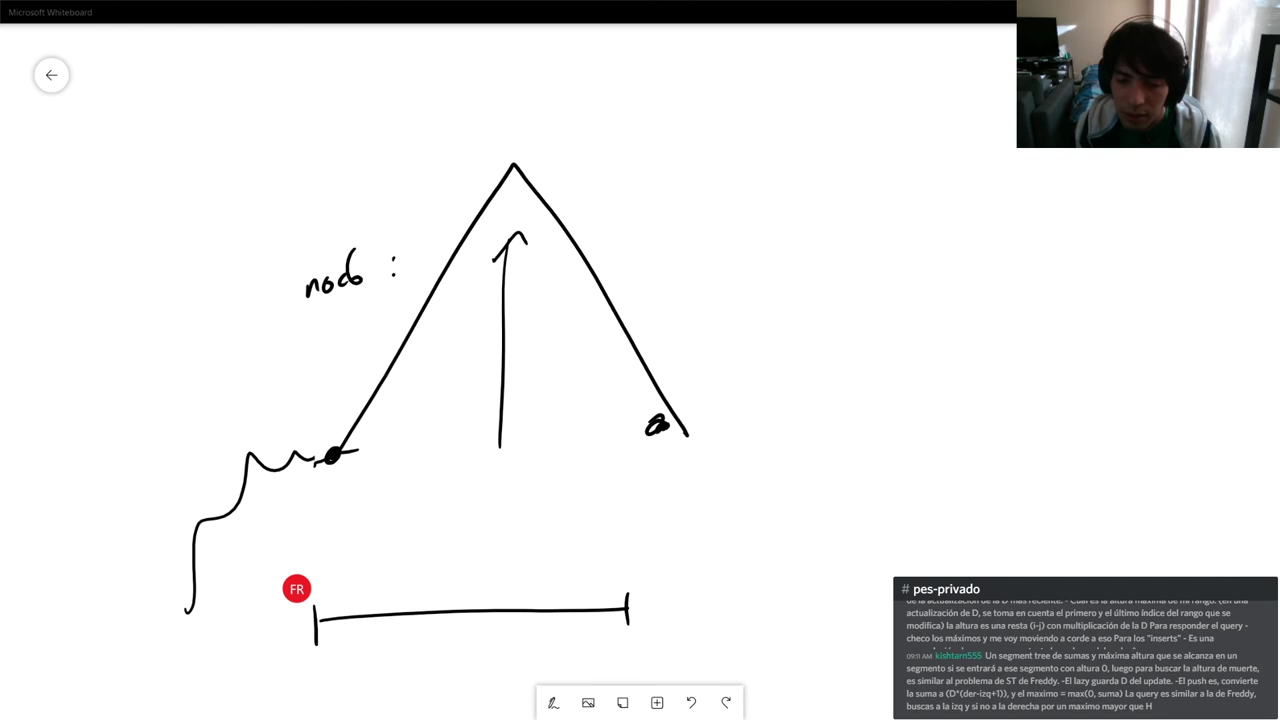 Microsoft Whiteboard
nodo :
FR
# pes-privado
de la actualización de la D más reciente. - Cuál es la altura máxima de mi rango. (en una
actualización de D, se toma en cuenta el primero y el último índice del rango que se
modifica) la altura es una resta (i-j) con multiplicación de la D Para responder el query -
checo los máximos y me voy moviendo a corde a eso Para los "inserts" - Es una
09:11 AM kishtarn555 Un segment tree de sumas y máxima altura que se alcanza en un
segmento si se entrará a ese segmento con altura 0, luego para buscar la altura de muerte,
es similar al problema de ST de Freddy. -El lazy guarda D del update. -El push es, convierte
la suma a (D*(der-izq+1)), y el maximo = max(0, suma) La query es similar a la de Freddy,
buscas a la izq y si no a la derecha por un maximo mayor que H